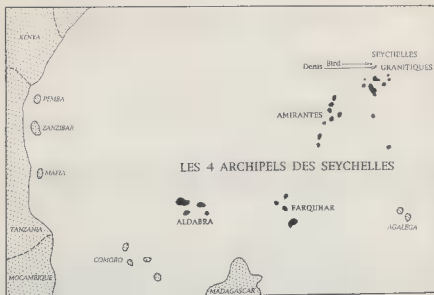 KENYA
SEYCHELLES
Denis Bird GRANITIQUES
PEMBA
AMIRANTES
ZANZIBAR
LES 4 ARCHIPELS DES SEYCHELLES
MAFIA
ALDABRA
FARQUHAR
AGALEGA
TANZANIA
COMORO
MOÇAMBIQUE
MADAGASCAR